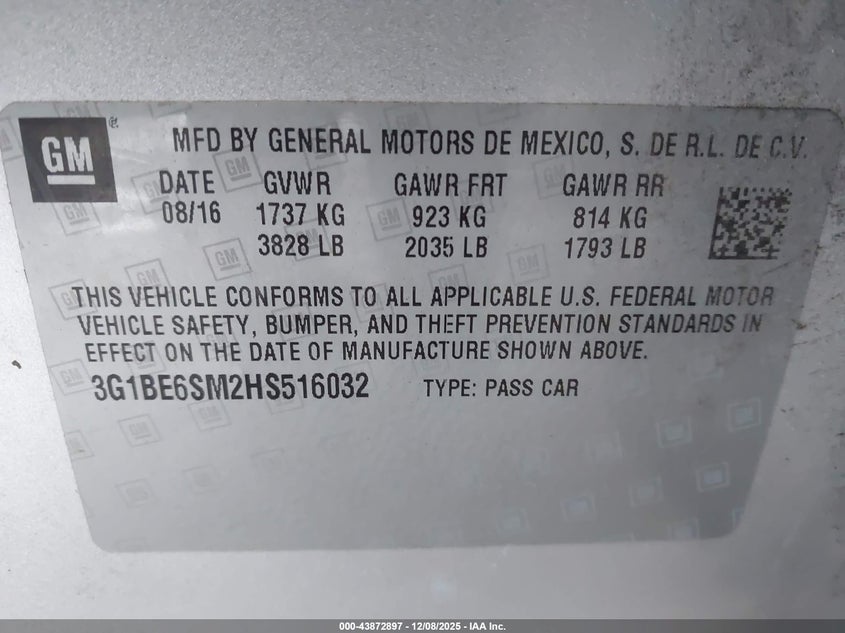 GM
MFD BY GENERAL MOTORS DE MEXICO, S. DE R.L. DE C.V.
DATE GVWR GAWR FRT GAWR RR
08/16 1737 KG 923 KG 814 KG
3828 LB 2035 LB 1793 LB
THIS VEHICLE CONFORMS TO ALL APPLICABLE U.S. FEDERAL MOTOR
VEHICLE SAFETY, BUMPER, AND THEFT PREVENTION STANDARDS IN
EFFECT ON THE DATE OF MANUFACTURE SHOWN ABOVE.
3G1BE6SM2HS516032 TYPE: PASS CAR
000-43872897 - 12/08/2025 - IAA Inc.